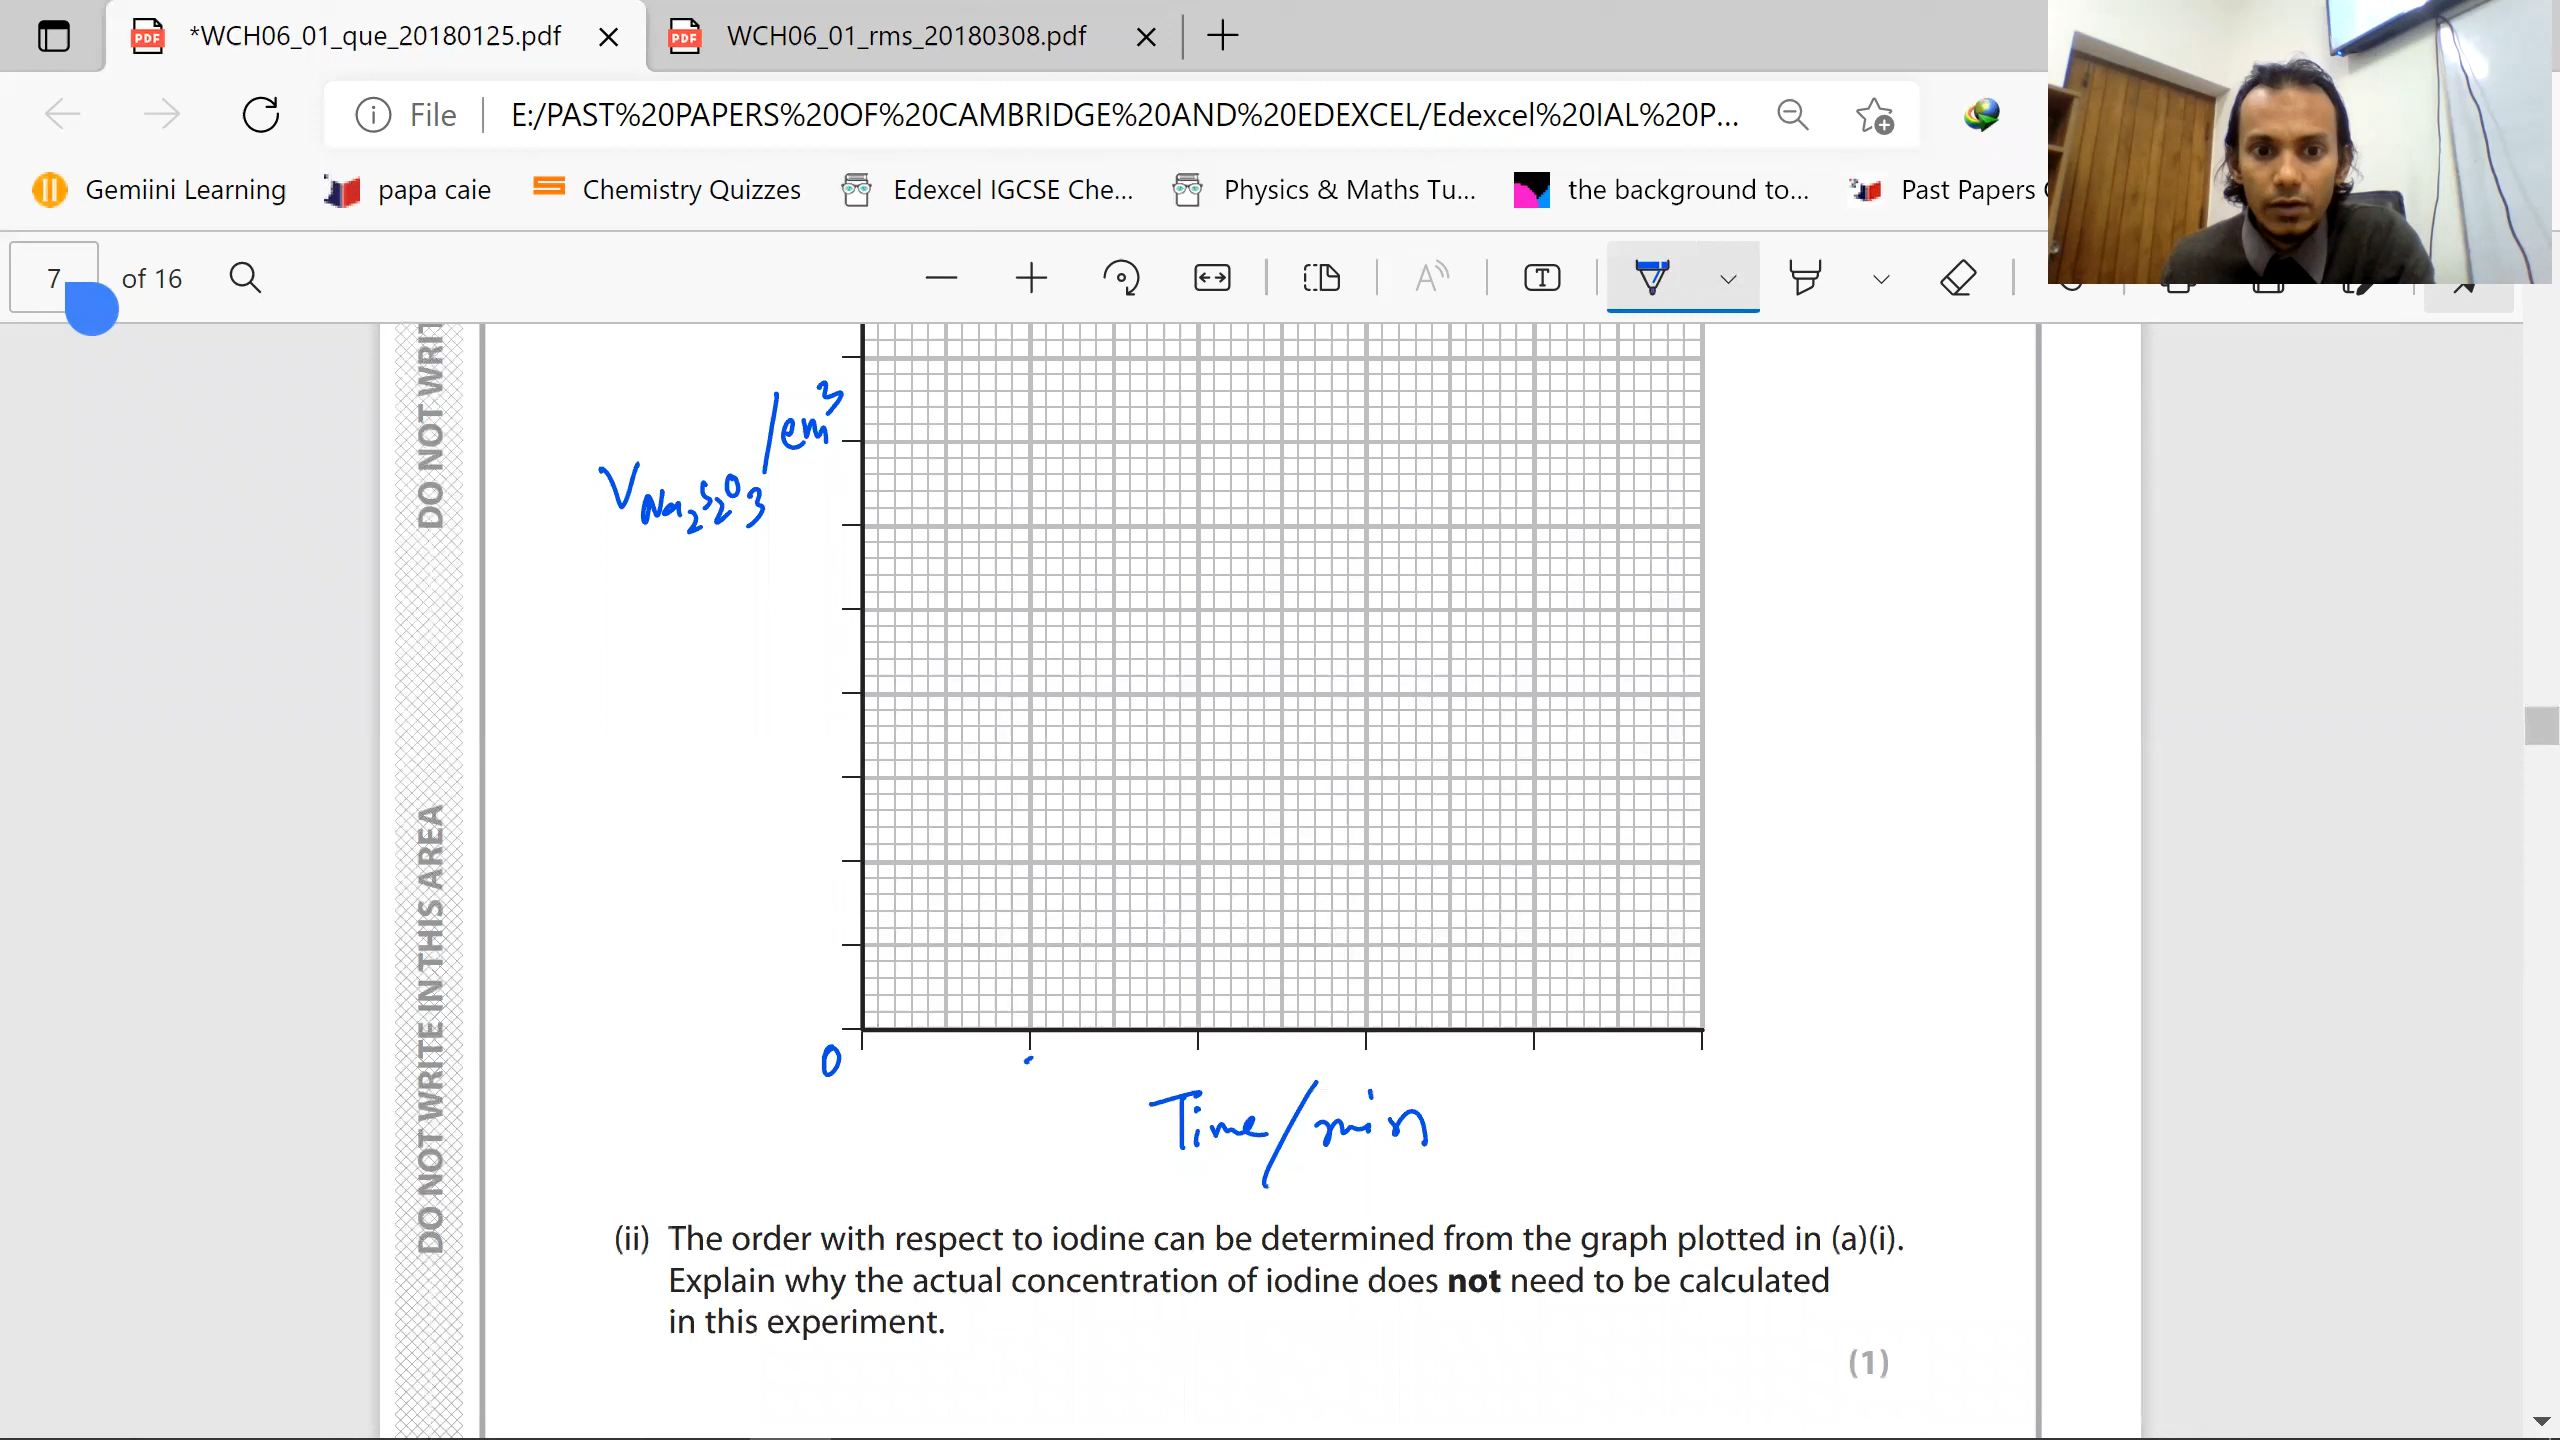 *WCH06_01_que_20180125.pdf
WCH06_01_rms_20180308.pdf
File
E:/PAST%20PAPERS%20OF%20CAMBRIDGE%20AND%20EDEXCEL/Edexcel%20IAL%20P...
Gemiini Learning
papa caie
Chemistry Quizzes
Edexcel IGCSE Che...
Physics & Maths Tu...
the background to...
Past Papers
7 of 16
DO NOT WRIT
DO NOT WRITE IN THIS AREA
V Na2S2O3 /cm3
0
Time/min
(ii) The order with respect to iodine can be determined from the graph plotted in (a)(i).
Explain why the actual concentration of iodine does not need to be calculated
in this experiment.
(1)